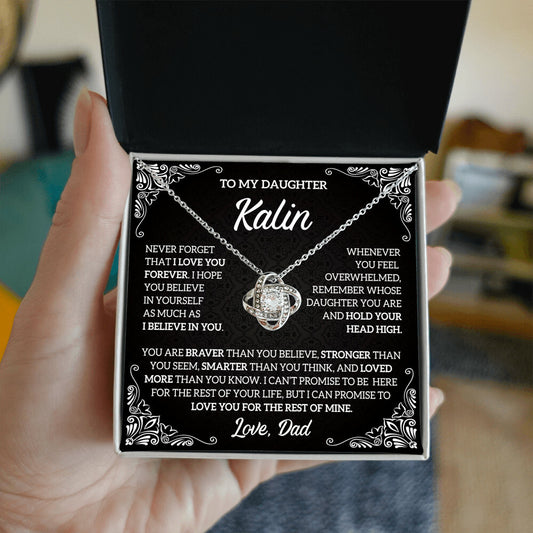 TO MY DAUGHTER
Kalin
NEVER FORGET
THAT I LOVE YOU
FOREVER. I HOPE
YOU BELIEVE
IN YOURSELF
AS MUCH AS
I BELIEVE IN YOU.
WHENEVER
YOU FEEL
OVERWHELMED,
REMEMBER WHOSE
DAUGHTER YOU ARE
AND HOLD YOUR
HEAD HIGH.
YOU ARE BRAVER THAN YOU BELIEVE, STRONGER THAN
YOU SEEM, SMARTER THAN YOU THINK, AND LOVED
MORE THAN YOU KNOW. I CAN'T PROMISE TO BE HERE
FOR THE REST OF YOUR LIFE, BUT I CAN PROMISE TO
LOVE YOU FOR THE REST OF MINE.
Love, Dad